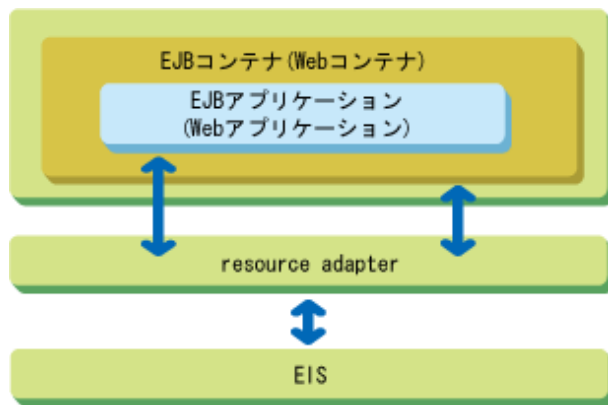 EJBコンテナ(Webコンテナ)
EJBアプリケーション
(Webアプリケーション)
resource adapter
EIS